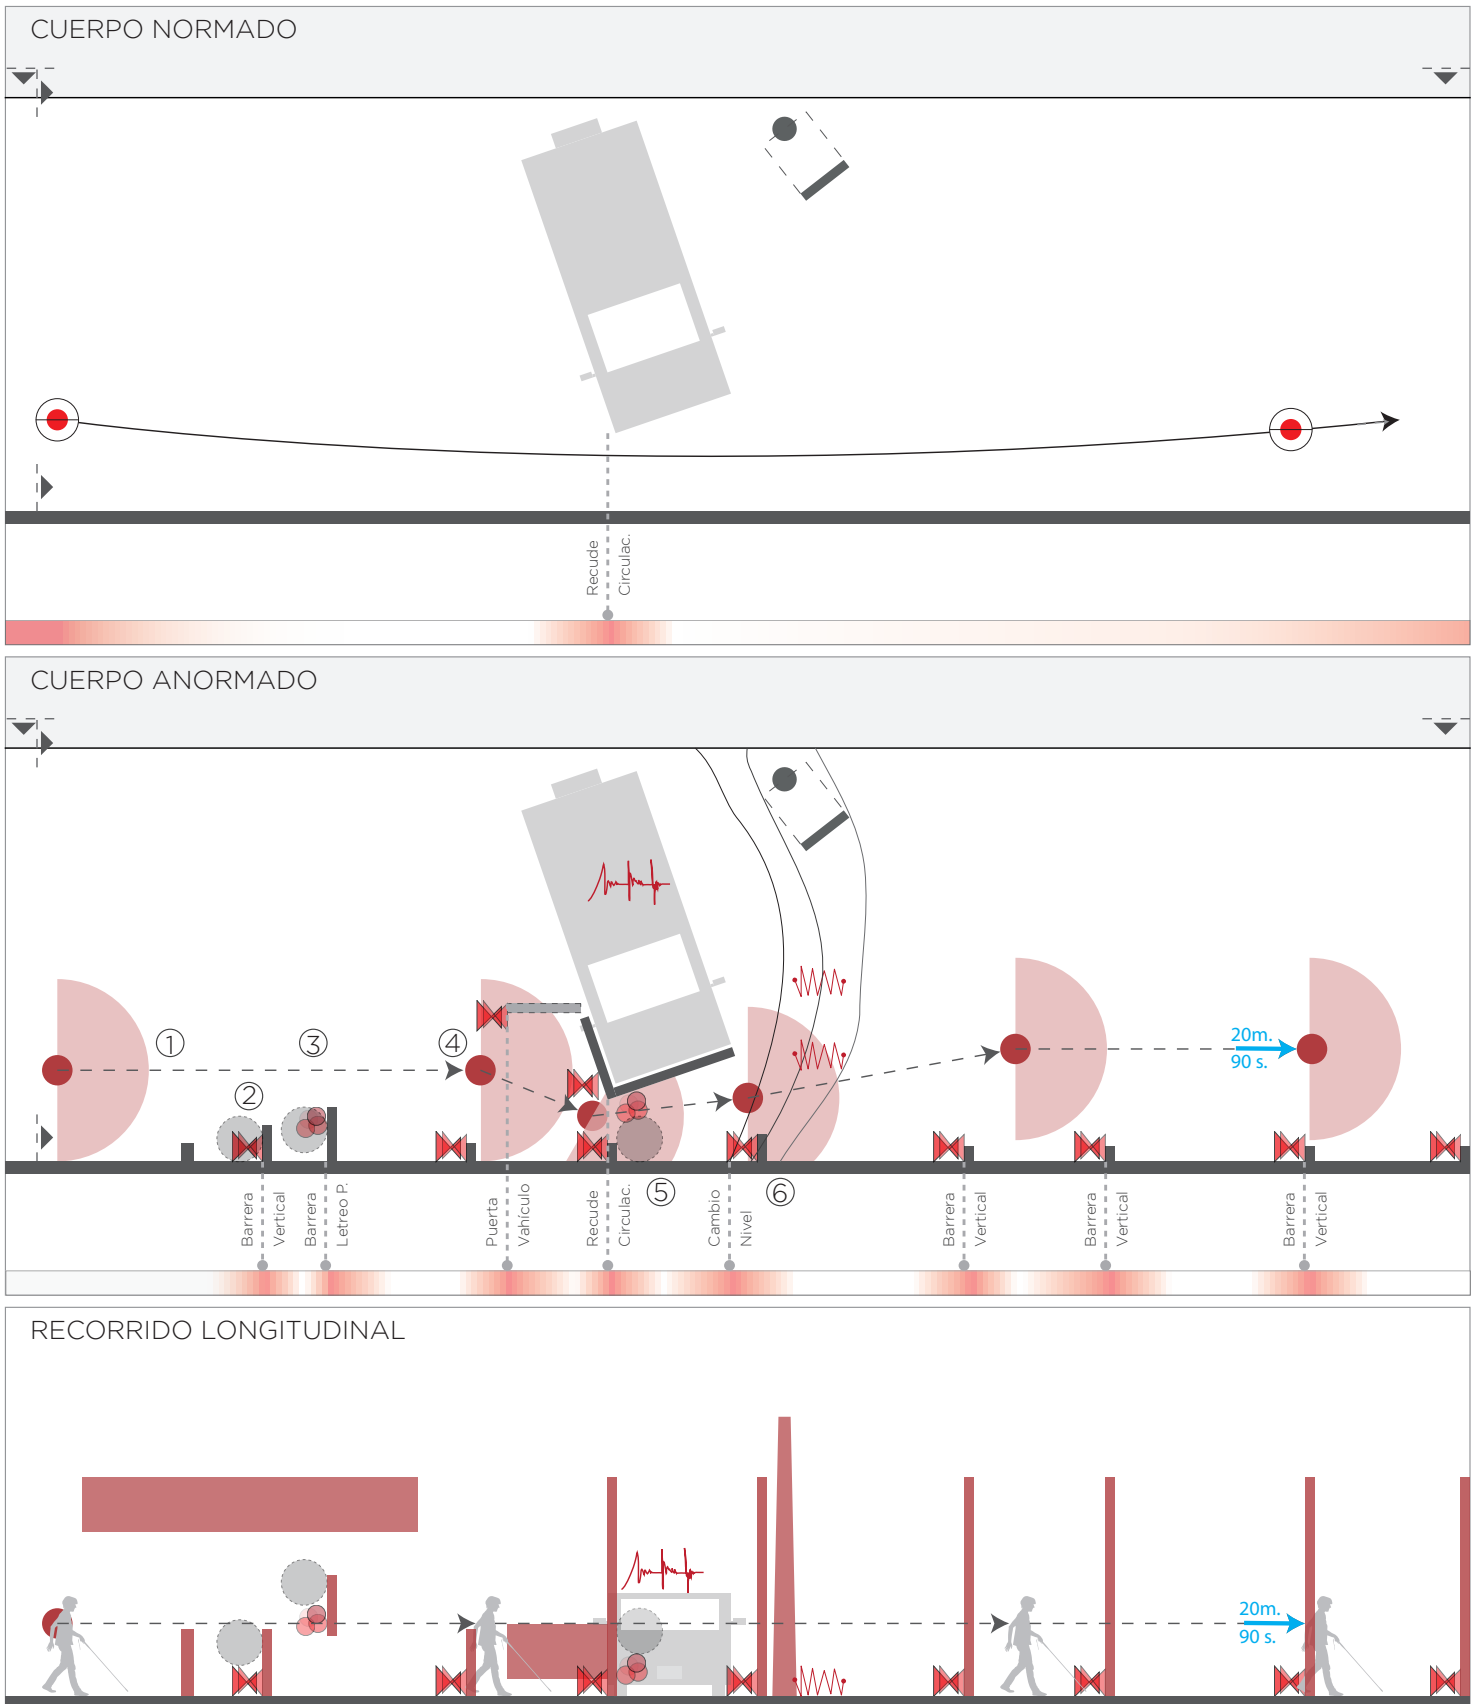 CUERPO NORMADO
Recude
Circulac.
CUERPO ANORMADO
1
2
3
4
20m.
90 s.
5
6
Barrera
Vertical
Barrera
Letreo P.
Puerta
Vahículo
Recude
Circulac.
Cambio
Nivel
Barrera
Vertical
Barrera
Vertical
Barrera
Vertical
RECORRIDO LONGITUDINAL
20m.
90 s.